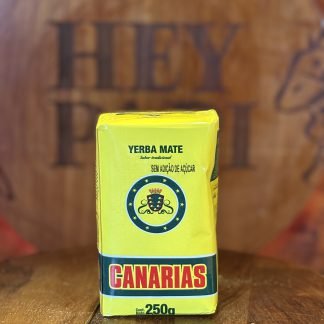 HEY
YERBA MATE
Sabor tradicional
SEM ADIÇÃO DE AÇÚCAR
CANARIAS
250g